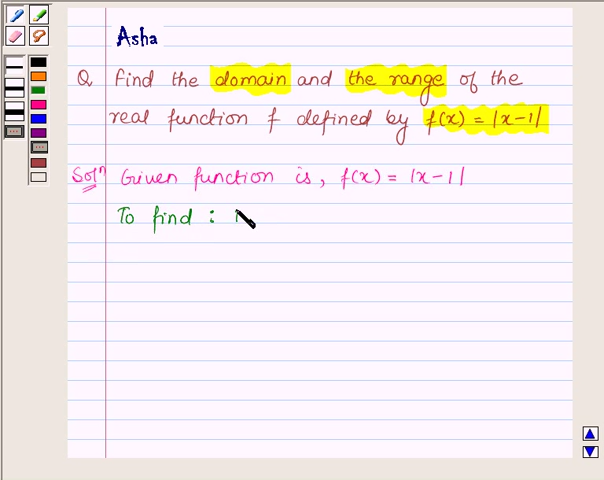 Asha
Q Find the domain and the range of the
real function f defined by f(x) = |x-1|
Solⁿ Given function is, f(x) = |x-1|
To find :